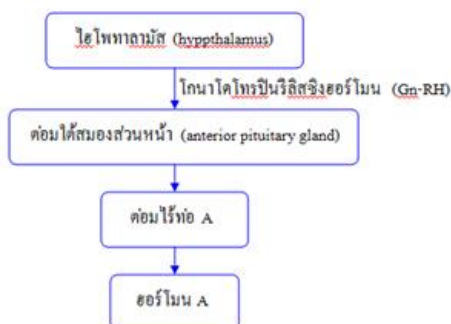 ไฮโพทาลามัส (hyppthalamus)
โกนาโดโทรปินรีลิสซิงฮอร์โมน (Gn-RH)
ต่อมใต้สมองส่วนหน้า (anterior pituitary gland)
ต่อมไร้ท่อ A
ฮอร์โมน A